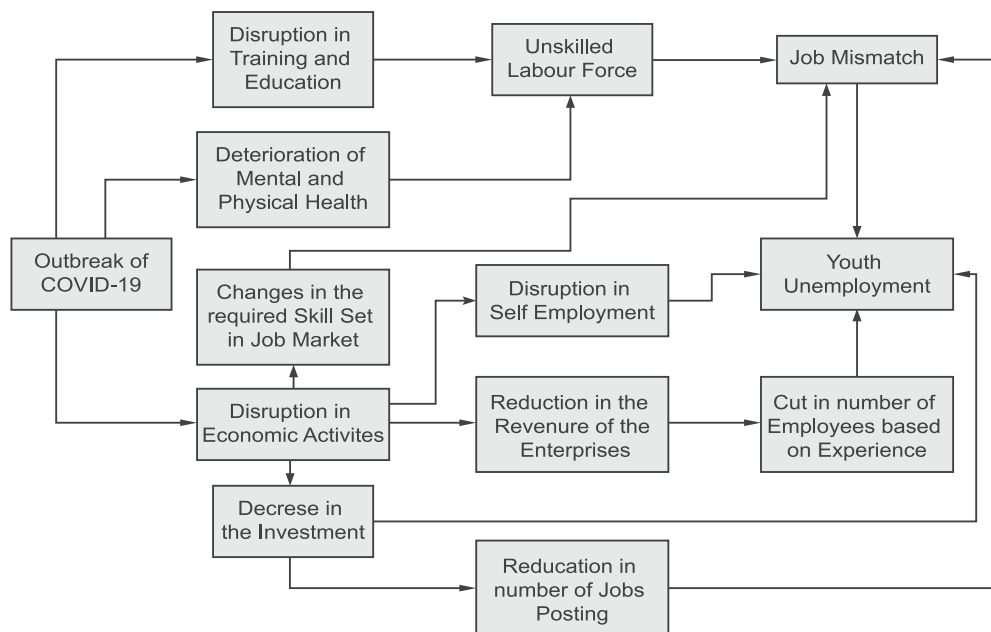 Disruption in
Training and
Education
Unskilled
Labour Force
Job Mismatch
Deterioration of
Mental and
Physical Health
Outbreak of
COVID-19
Changes in the
required Skill Set
in Job Market
Disruption in
Self Employment
Youth
Unemployment
Disruption in
Economic Activites
Reduction in the
Revenure of the
Enterprises
Cut in number of
Employees based
on Experience
Decrese in
the Investment
Reducation in
number of Jobs
Posting